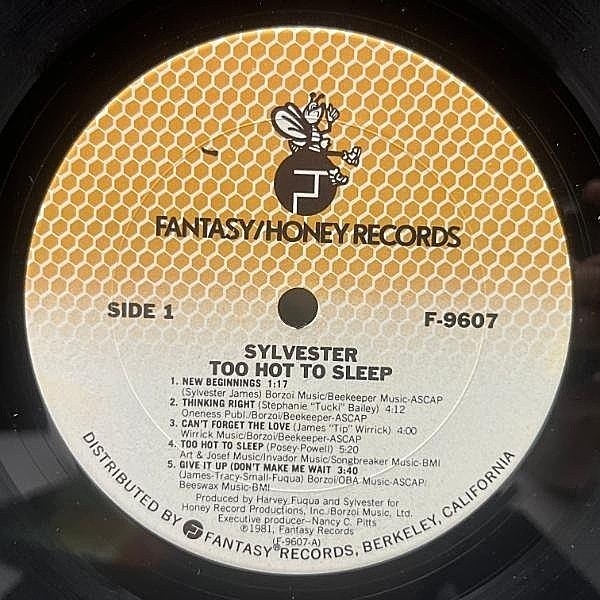 FANTASY/HONEY RECORDS
SIDE 1
F-9607
SYLVESTER
TOO HOT TO SLEEP
1. NEW BEGINNINGS 1:17
(Sylvester James) Borzoi Music/Beekeeper Music-ASCAP
2. THINKING RIGHT (Stephanie "Tucki" Bailey) 4:12
Oneness Publ./Borzoi/Beekeeper-ASCAP
3. CAN'T FORGET THE LOVE (James "Tip" Wirrick) 4:00
Wirrick Music/Borzoi/Beekeeper-ASCAP
4. TOO HOT TO SLEEP (Posey-Powell) 5:20
Art & Josef Music/Invador Music/Songbreaker Music-BMI
5. GIVE IT UP (DON'T MAKE ME WAIT 3:40
(James-Tracy-Small-Fuqua) Borzoi/OBA Music-ASCAP/
Beeswax Music-BMI
Produced by Harvey Fuqua and Sylvester for
Honey Record Productions, Inc./Borzoi Music, Ltd.
Executive producer-Nancy C. Pitts
℗1981, Fantasy Records
(F-9607-A)
DISTRIBUTED BY FANTASY® RECORDS, BERKELEY, CALIFORNIA